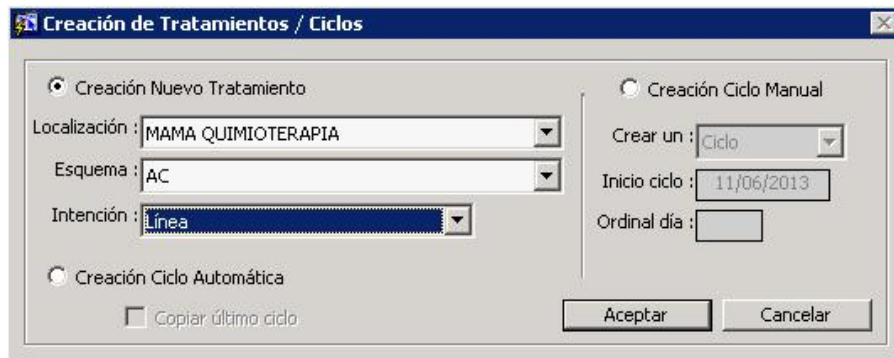 Creación de Tratamientos / Ciclos
Creación Nuevo Tratamiento
Localización : MAMA QUIMIOTERAPIA
Esquema : AC
Intención : Línea
Creación Ciclo Automática
Copiar último ciclo
Creación Ciclo Manual
Crear un : Ciclo
Inicio ciclo : 11/06/2013
Ordinal día :
Aceptar
Cancelar